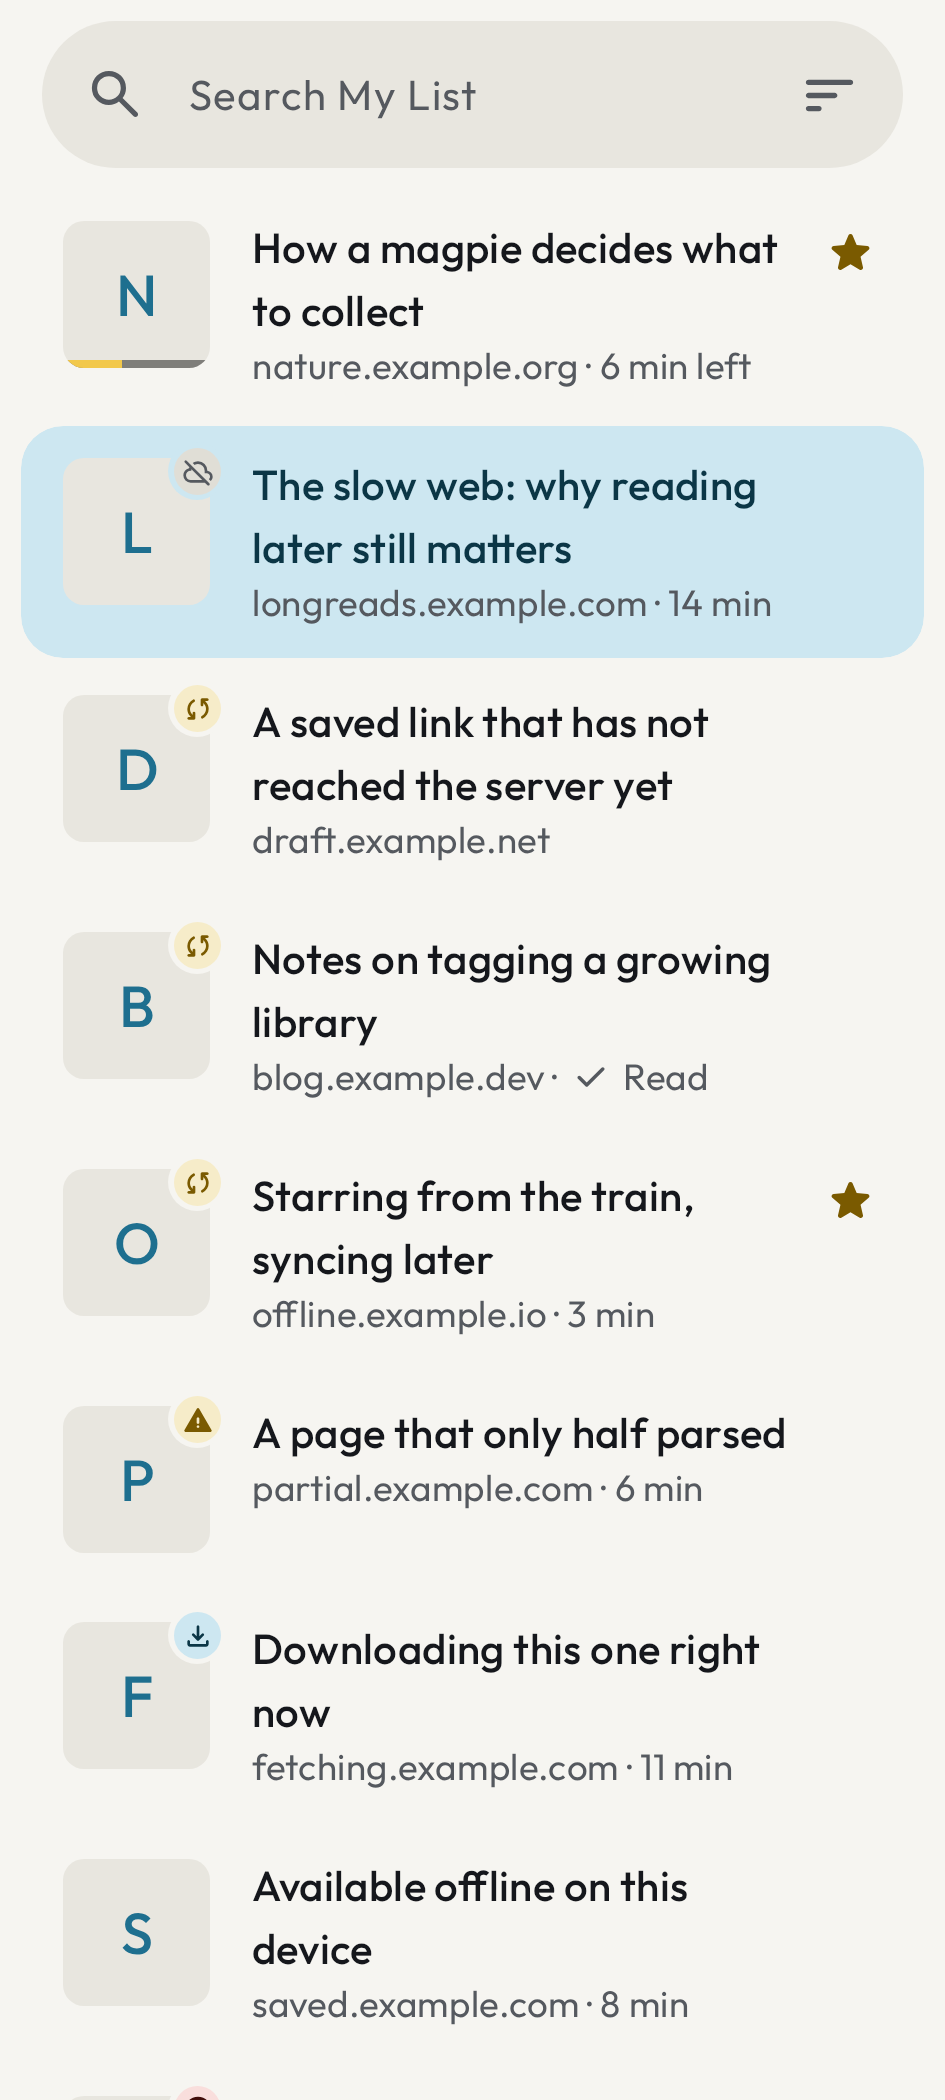 Search My List
N
How a magpie decides what
to collect
nature.example.org · 6 min left
L
The slow web: why reading
later still matters
longreads.example.com · 14 min
D
A saved link that has not
reached the server yet
draft.example.net
B
Notes on tagging a growing
library
blog.example.dev · ✓ Read
O
Starring from the train,
syncing later
offline.example.io · 3 min
P
A page that only half parsed
partial.example.com · 6 min
F
Downloading this one right
now
fetching.example.com · 11 min
S
Available offline on this
device
saved.example.com · 8 min